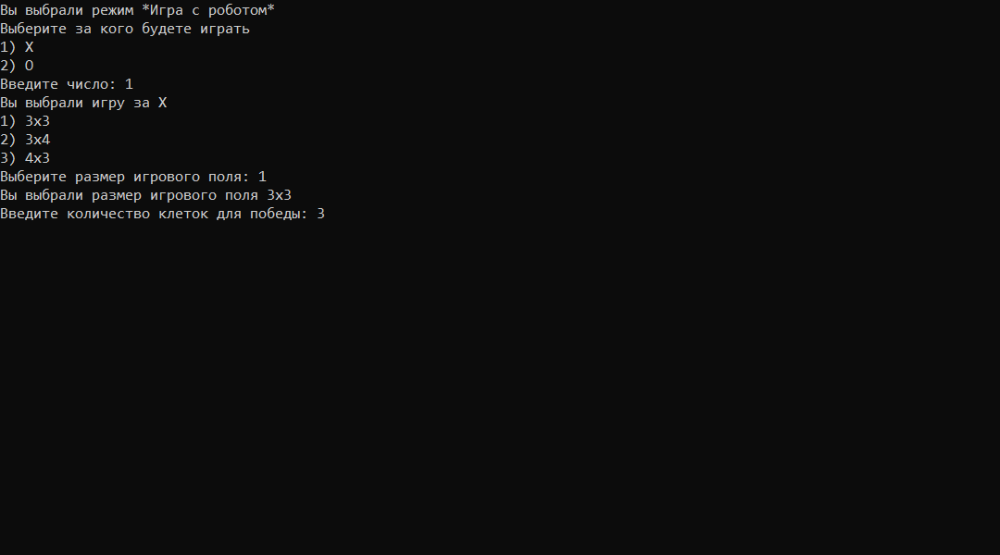 Вы выбрали режим *Игра с роботом*
Выберите за кого будете играть
1) X
2) O
Введите число: 1
Вы выбрали игру за X
1) 3x3
2) 3x4
3) 4x3
Выберите размер игрового поля: 1
Вы выбрали размер игрового поля 3x3
Введите количество клеток для победы: 3